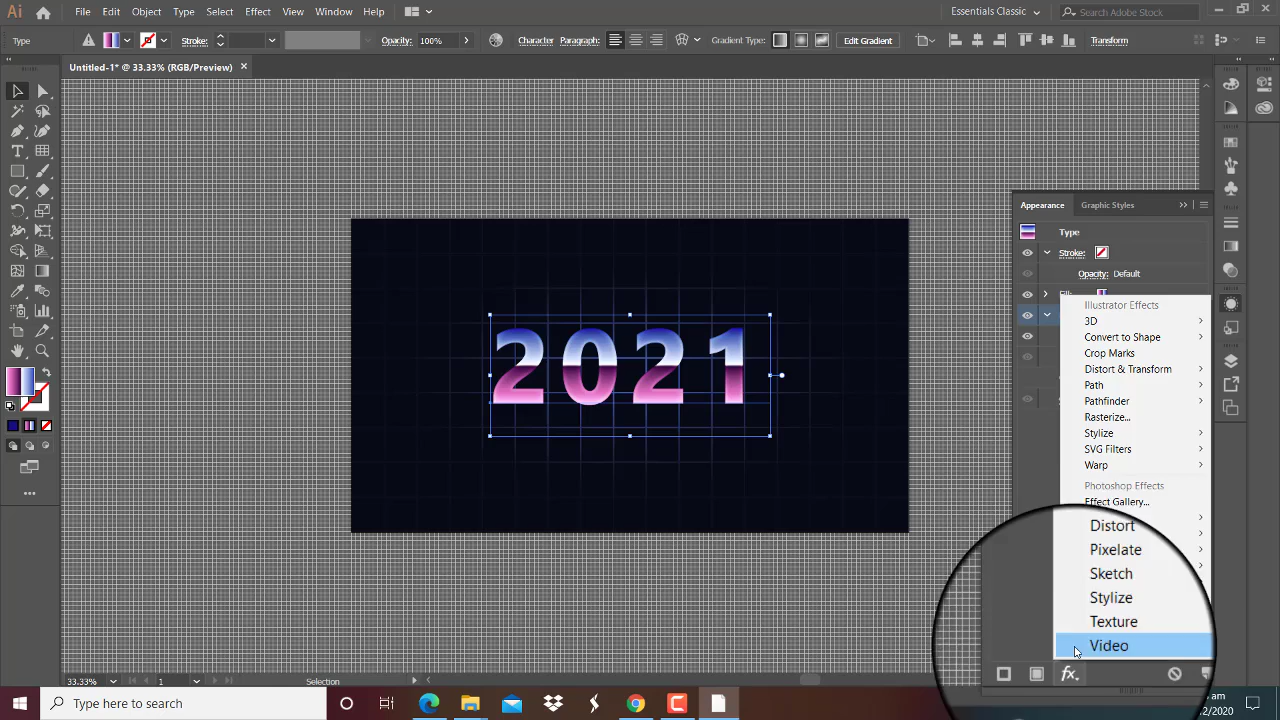 Ai File Edit Object Type Select Effect View Window Help Essentials Classic Search Adobe Stock
Type Stroke: Opacity: 100% Character Paragraph: Gradient Type: Edit Gradient Transform
Untitled-1* @ 33.33% (RGB/Preview)
Appearance Graphic Styles
Type
Stroke:
Opacity: Default
2021
Illustrator Effects
3D
Convert to Shape
Crop Marks
Distort & Transform
Path
Pathfinder
Rasterize...
Stylize
SVG Filters
Warp
Photoshop Effects
Effect Gallery...
Distort
Pixelate
Sketch
Stylize
Texture
Video
fx.
33.33% 1 Selection
Type here to search